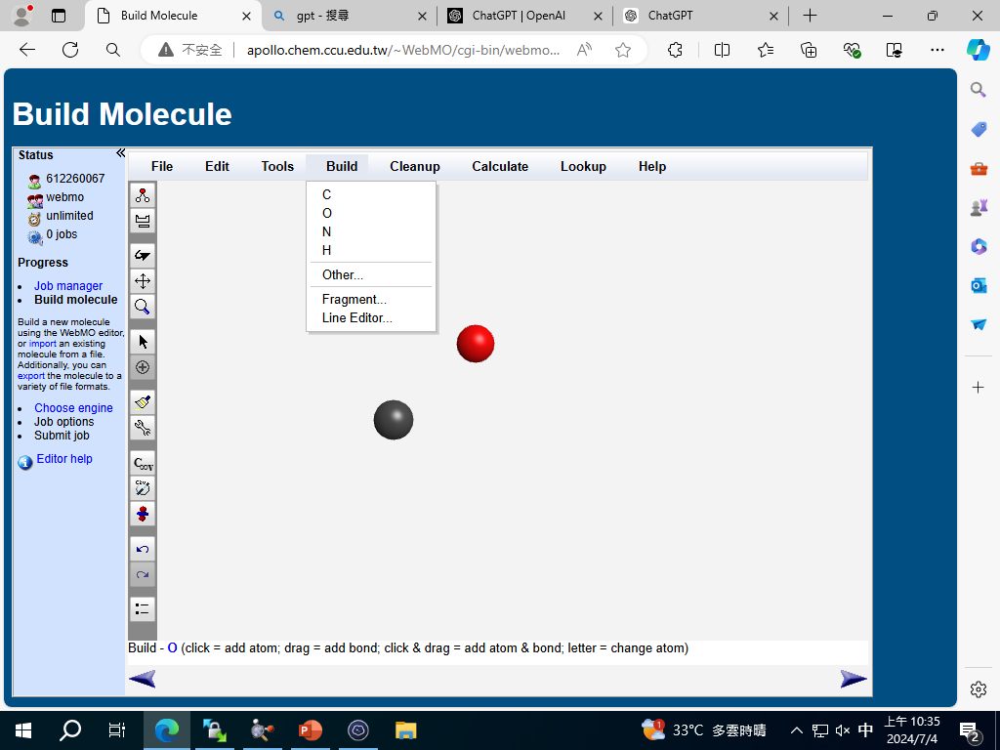 Build Molecule
gpt - 搜尋
ChatGPT | OpenAI
ChatGPT
不安全
apollo.chem.ccu.edu.tw/~WebMO/cgi-bin/webmo...
Build Molecule
Status
612260067
webmo
unlimited
0 jobs
Progress
• Job manager
• Build molecule
Build a new molecule
using the WebMO editor,
or import an existing
molecule from a file.
Additionally, you can
export the molecule to a
variety of file formats.
• Choose engine
• Job options
• Submit job
Editor help
File Edit Tools Build Cleanup Calculate Lookup Help
C
O
N
H
Other...
Fragment...
Line Editor...
Build - O (click = add atom; drag = add bond; click & drag = add atom & bond; letter = change atom)
33°C 多雲時晴
中
上午 10:35
2024/7/4
2